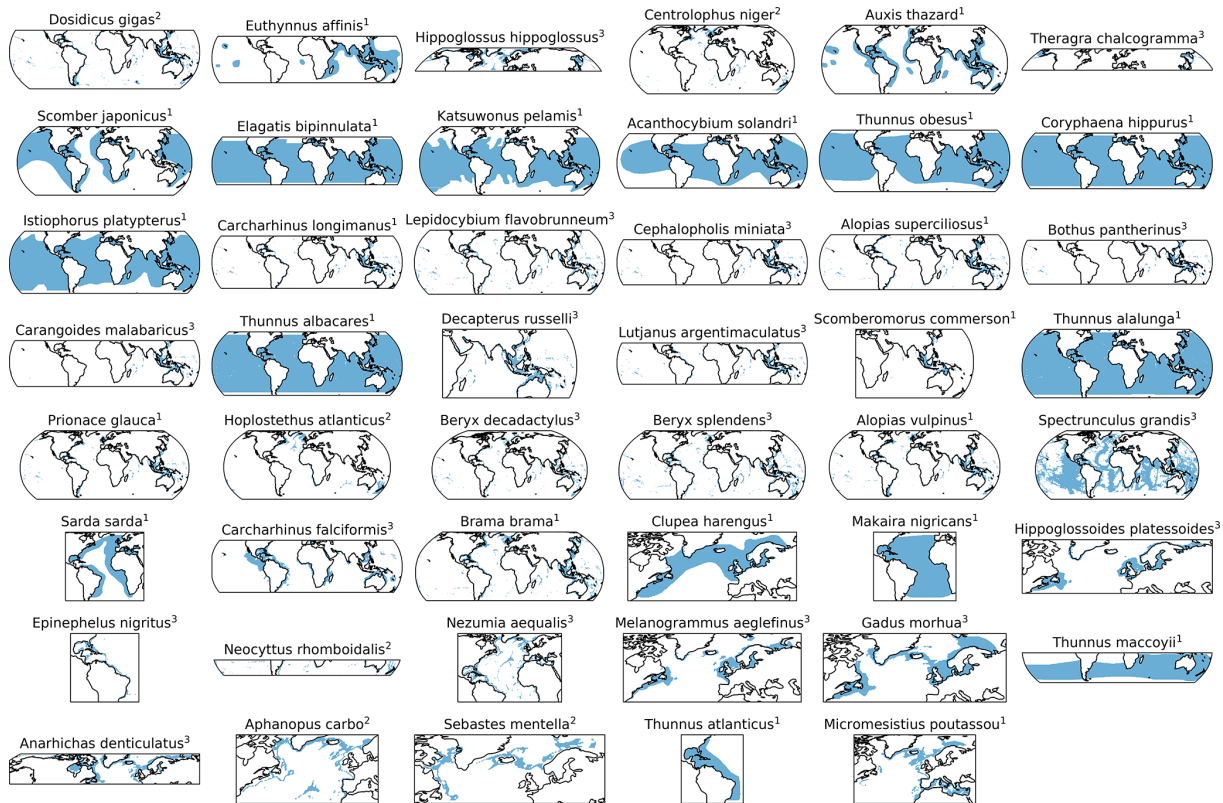 Dosidicus gigas²
Euthynnus affinis¹
Hippoglossus hippoglossus³
Centrolophus niger²
Auxis thazard¹
Theragra chalcogramma³
Scomber japonicus¹
Elagatis bipinnulata¹
Katsuwonus pelamis¹
Acanthocybium solandri¹
Thunnus obesus¹
Coryphaena hippurus¹
Istiophorus platypterus¹
Carcharhinus longimanus¹
Lepidocybium flavobrunneum³
Cephalopholis miniata³
Alopias superciliosus¹
Bothus pantherinus³
Carangoides malabaricus³
Thunnus albacares¹
Decapterus russelli³
Lutjanus argentimaculatus³
Scomberomorus commerson¹
Thunnus alalunga¹
Prionace glauca¹
Hoplostethus atlanticus²
Beryx decadactylus³
Beryx splendens³
Alopias vulpinus¹
Spectrunculus grandis³
Sarda sarda¹
Carcharhinus falciformis³
Brama brama¹
Clupea harengus¹
Makaira nigricans¹
Hippoglossoides platessoides³
Epinephelus nigritus³
Neocyttus rhomboidalis²
Nezumia aequalis³
Melanogrammus aeglefinus³
Gadus morhua³
Thunnus maccoyii¹
Anarhichas denticulatus³
Aphanopus carbo²
Sebastes mentella²
Thunnus atlanticus¹
Micromesistius poutassou¹